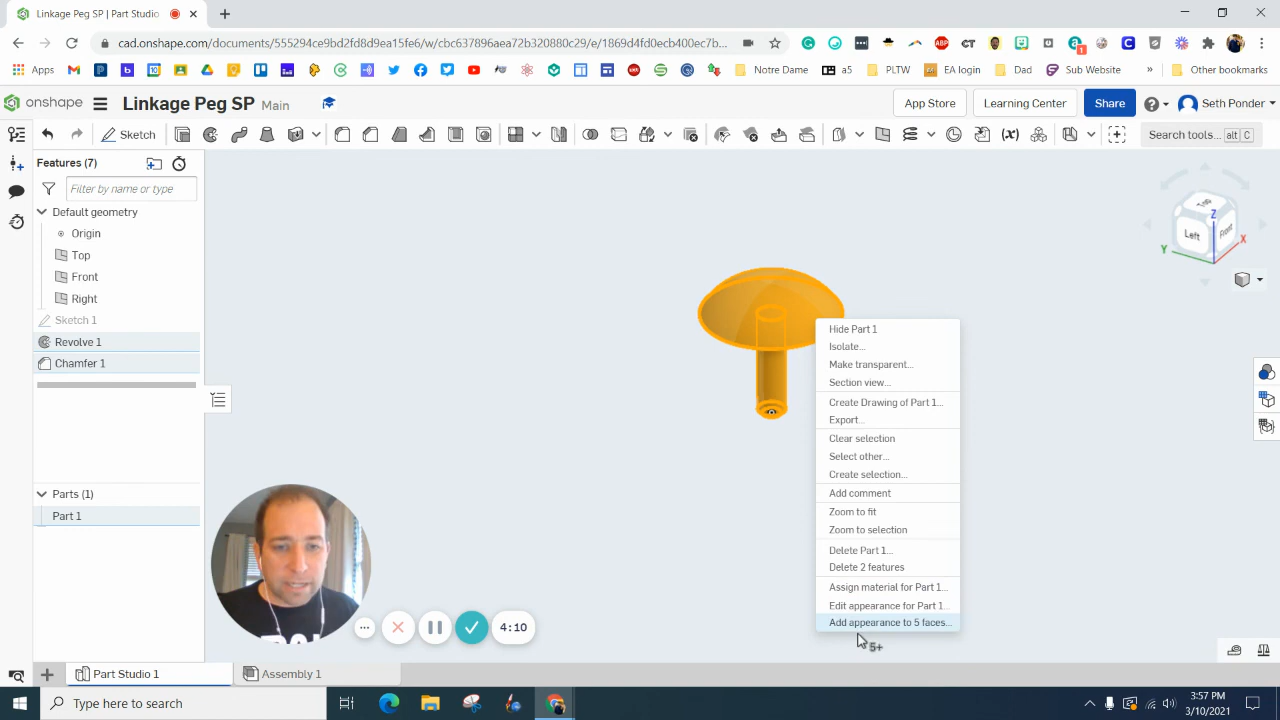 Linkage Peg SP | Part Studio
cad.onshape.com/documents/555294ce9bd2fd8d2da15fe6/w/cbc637896aec72b320880c29/e/1869d4fd0ecb400ec7b...
Apps
Notre Dame
a5
PLTW
EA login
Dad
Sub Website
»
Other bookmarks
onshape
Linkage Peg SP
Main
App Store
Learning Center
Share
Seth Ponder
Sketch
Search tools...
alt
C
Features (7)
Filter by name or type
Default geometry
Origin
Top
Front
Right
Sketch 1
Revolve 1
Chamfer 1
Parts (1)
Part 1
Top
Left
Front
Z
X
Y
Hide Part 1
Isolate...
Make transparent...
Section view...
Create Drawing of Part 1...
Export...
Clear selection
Select other...
Create selection...
Add comment
Zoom to fit
Zoom to selection
Delete Part 1...
Delete 2 features
Assign material for Part 1...
Edit appearance for Part 1...
Add appearance to 5 faces...
5+
4:10
Part Studio 1
Assembly 1
Type here to search
3:57 PM
3/10/2021